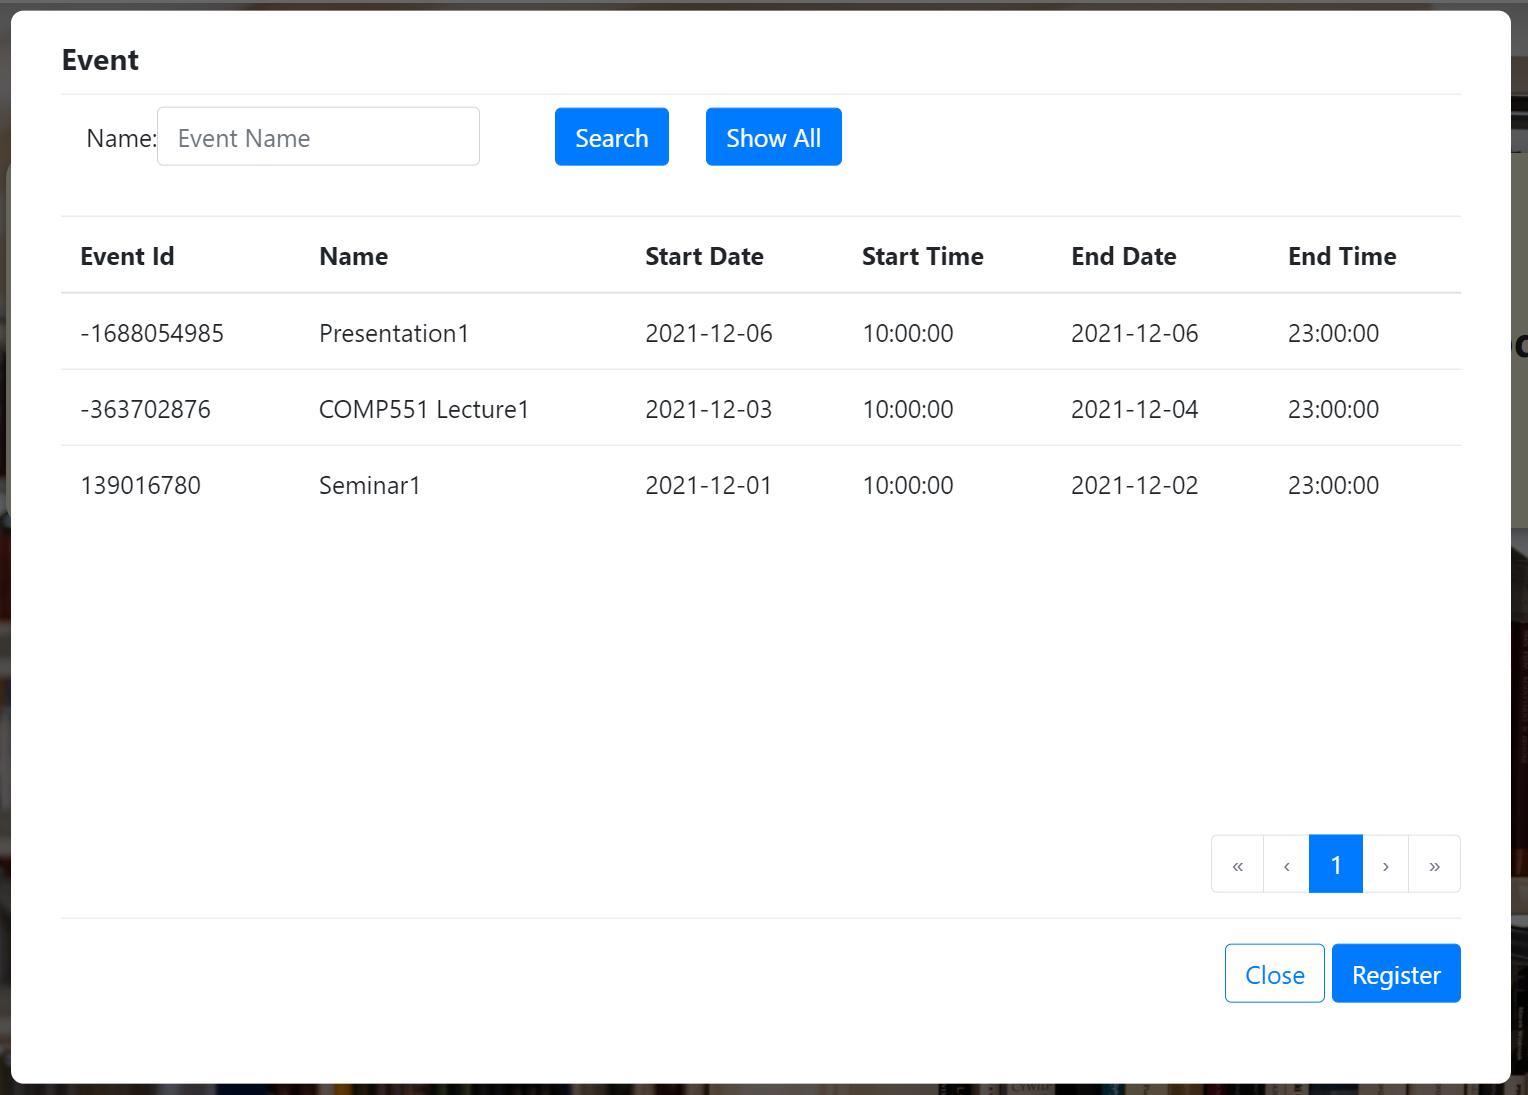 Event
Name: Event Name Search Show All
Event Id Name Start Date Start Time End Date End Time
-1688054985 Presentation1 2021-12-06 10:00:00 2021-12-06 23:00:00
-363702876 COMP551 Lecture1 2021-12-03 10:00:00 2021-12-04 23:00:00
139016780 Seminar1 2021-12-01 10:00:00 2021-12-02 23:00:00
« ‹ 1 › »
Close Register